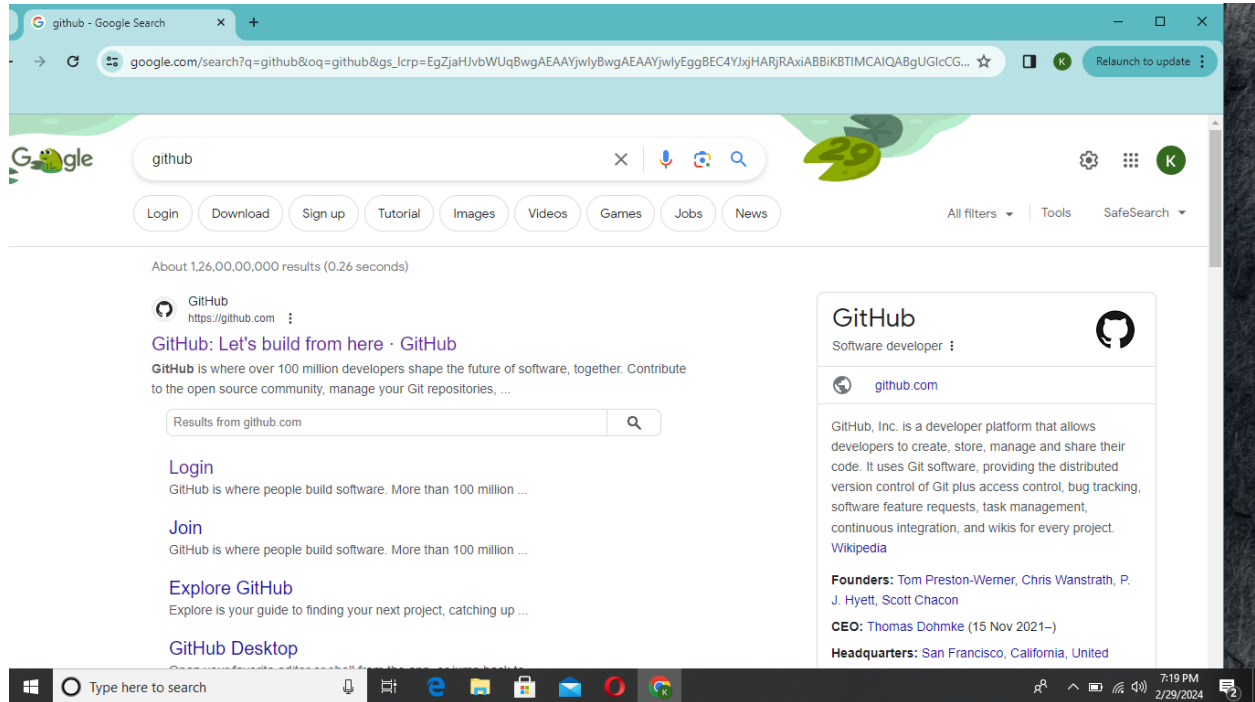 github - Google Search
google.com/search?q=github&oq=github&gs_lcrp=EgZjaHJvbWUqBwgAEAAYjwIyBwgAEAAYjwIyEggBEC4YJxjHARjRAxiABBiKBTIMCAIQABgUGIcCG...
K
Relaunch to update
G gle
github
29
K
Login
Download
Sign up
Tutorial
Images
Videos
Games
Jobs
News
All filters
Tools
SafeSearch
About 1,26,00,00,000 results (0.26 seconds)
GitHub
https://github.com
GitHub: Let's build from here · GitHub
GitHub is where over 100 million developers shape the future of software, together. Contribute
to the open source community, manage your Git repositories, ...
Results from github.com
Login
GitHub is where people build software. More than 100 million ...
Join
GitHub is where people build software. More than 100 million ...
Explore GitHub
Explore is your guide to finding your next project, catching up ...
GitHub Desktop
GitHub
Software developer
github.com
GitHub, Inc. is a developer platform that allows
developers to create, store, manage and share their
code. It uses Git software, providing the distributed
version control of Git plus access control, bug tracking,
software feature requests, task management,
continuous integration, and wikis for every project.
Wikipedia
Founders: Tom Preston-Werner, Chris Wanstrath, P.
J. Hyett, Scott Chacon
CEO: Thomas Dohmke (15 Nov 2021–)
Headquarters: San Francisco, California, United
Type here to search
K
7:19 PM
2/29/2024
2